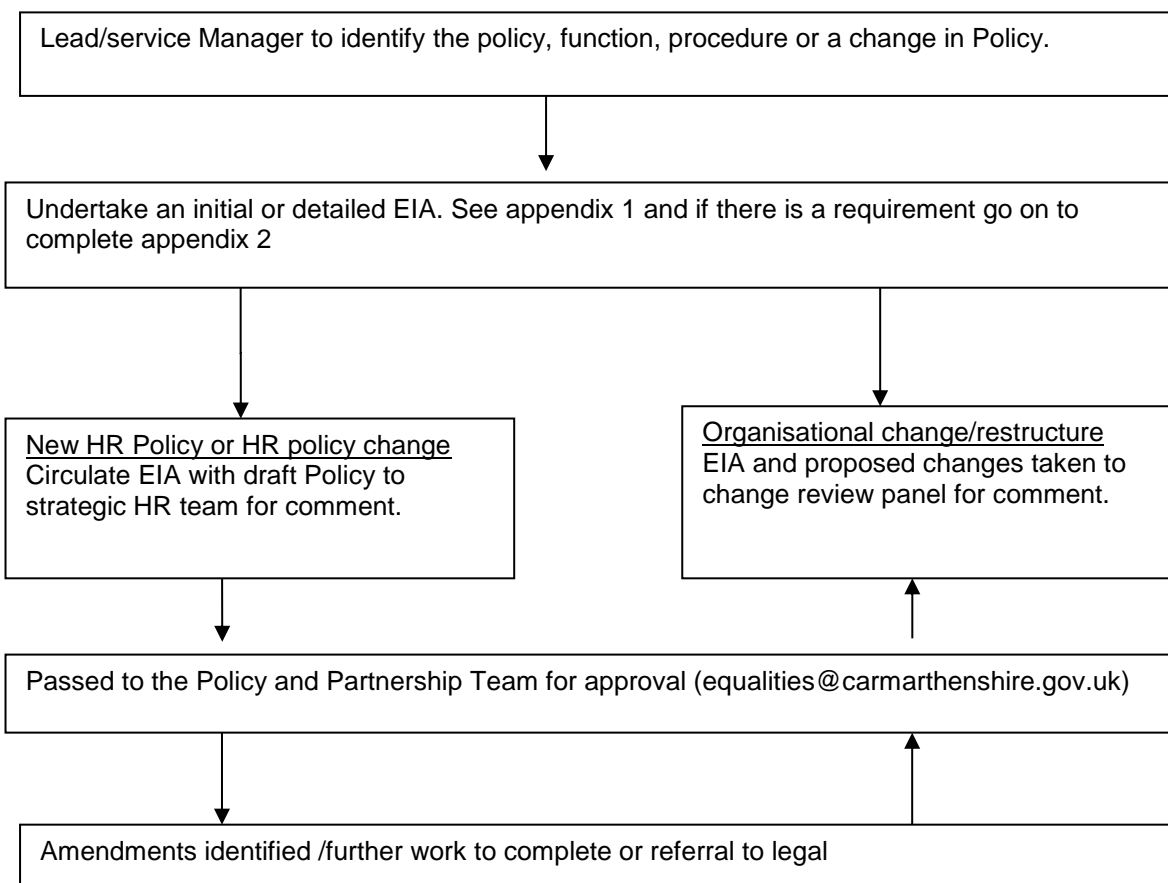 Lead/service Manager to identify the policy, function, procedure or a change in Policy.
Undertake an initial or detailed EIA. See appendix 1 and if there is a requirement go on to
complete appendix 2
New HR Policy or HR policy change
Circulate EIA with draft Policy to
strategic HR team for comment.
Organisational change/restructure
EIA and proposed changes taken to
change review panel for comment.
Passed to the Policy and Partnership Team for approval (equalities@carmarthenshire.gov.uk)
Amendments identified /further work to complete or referral to legal